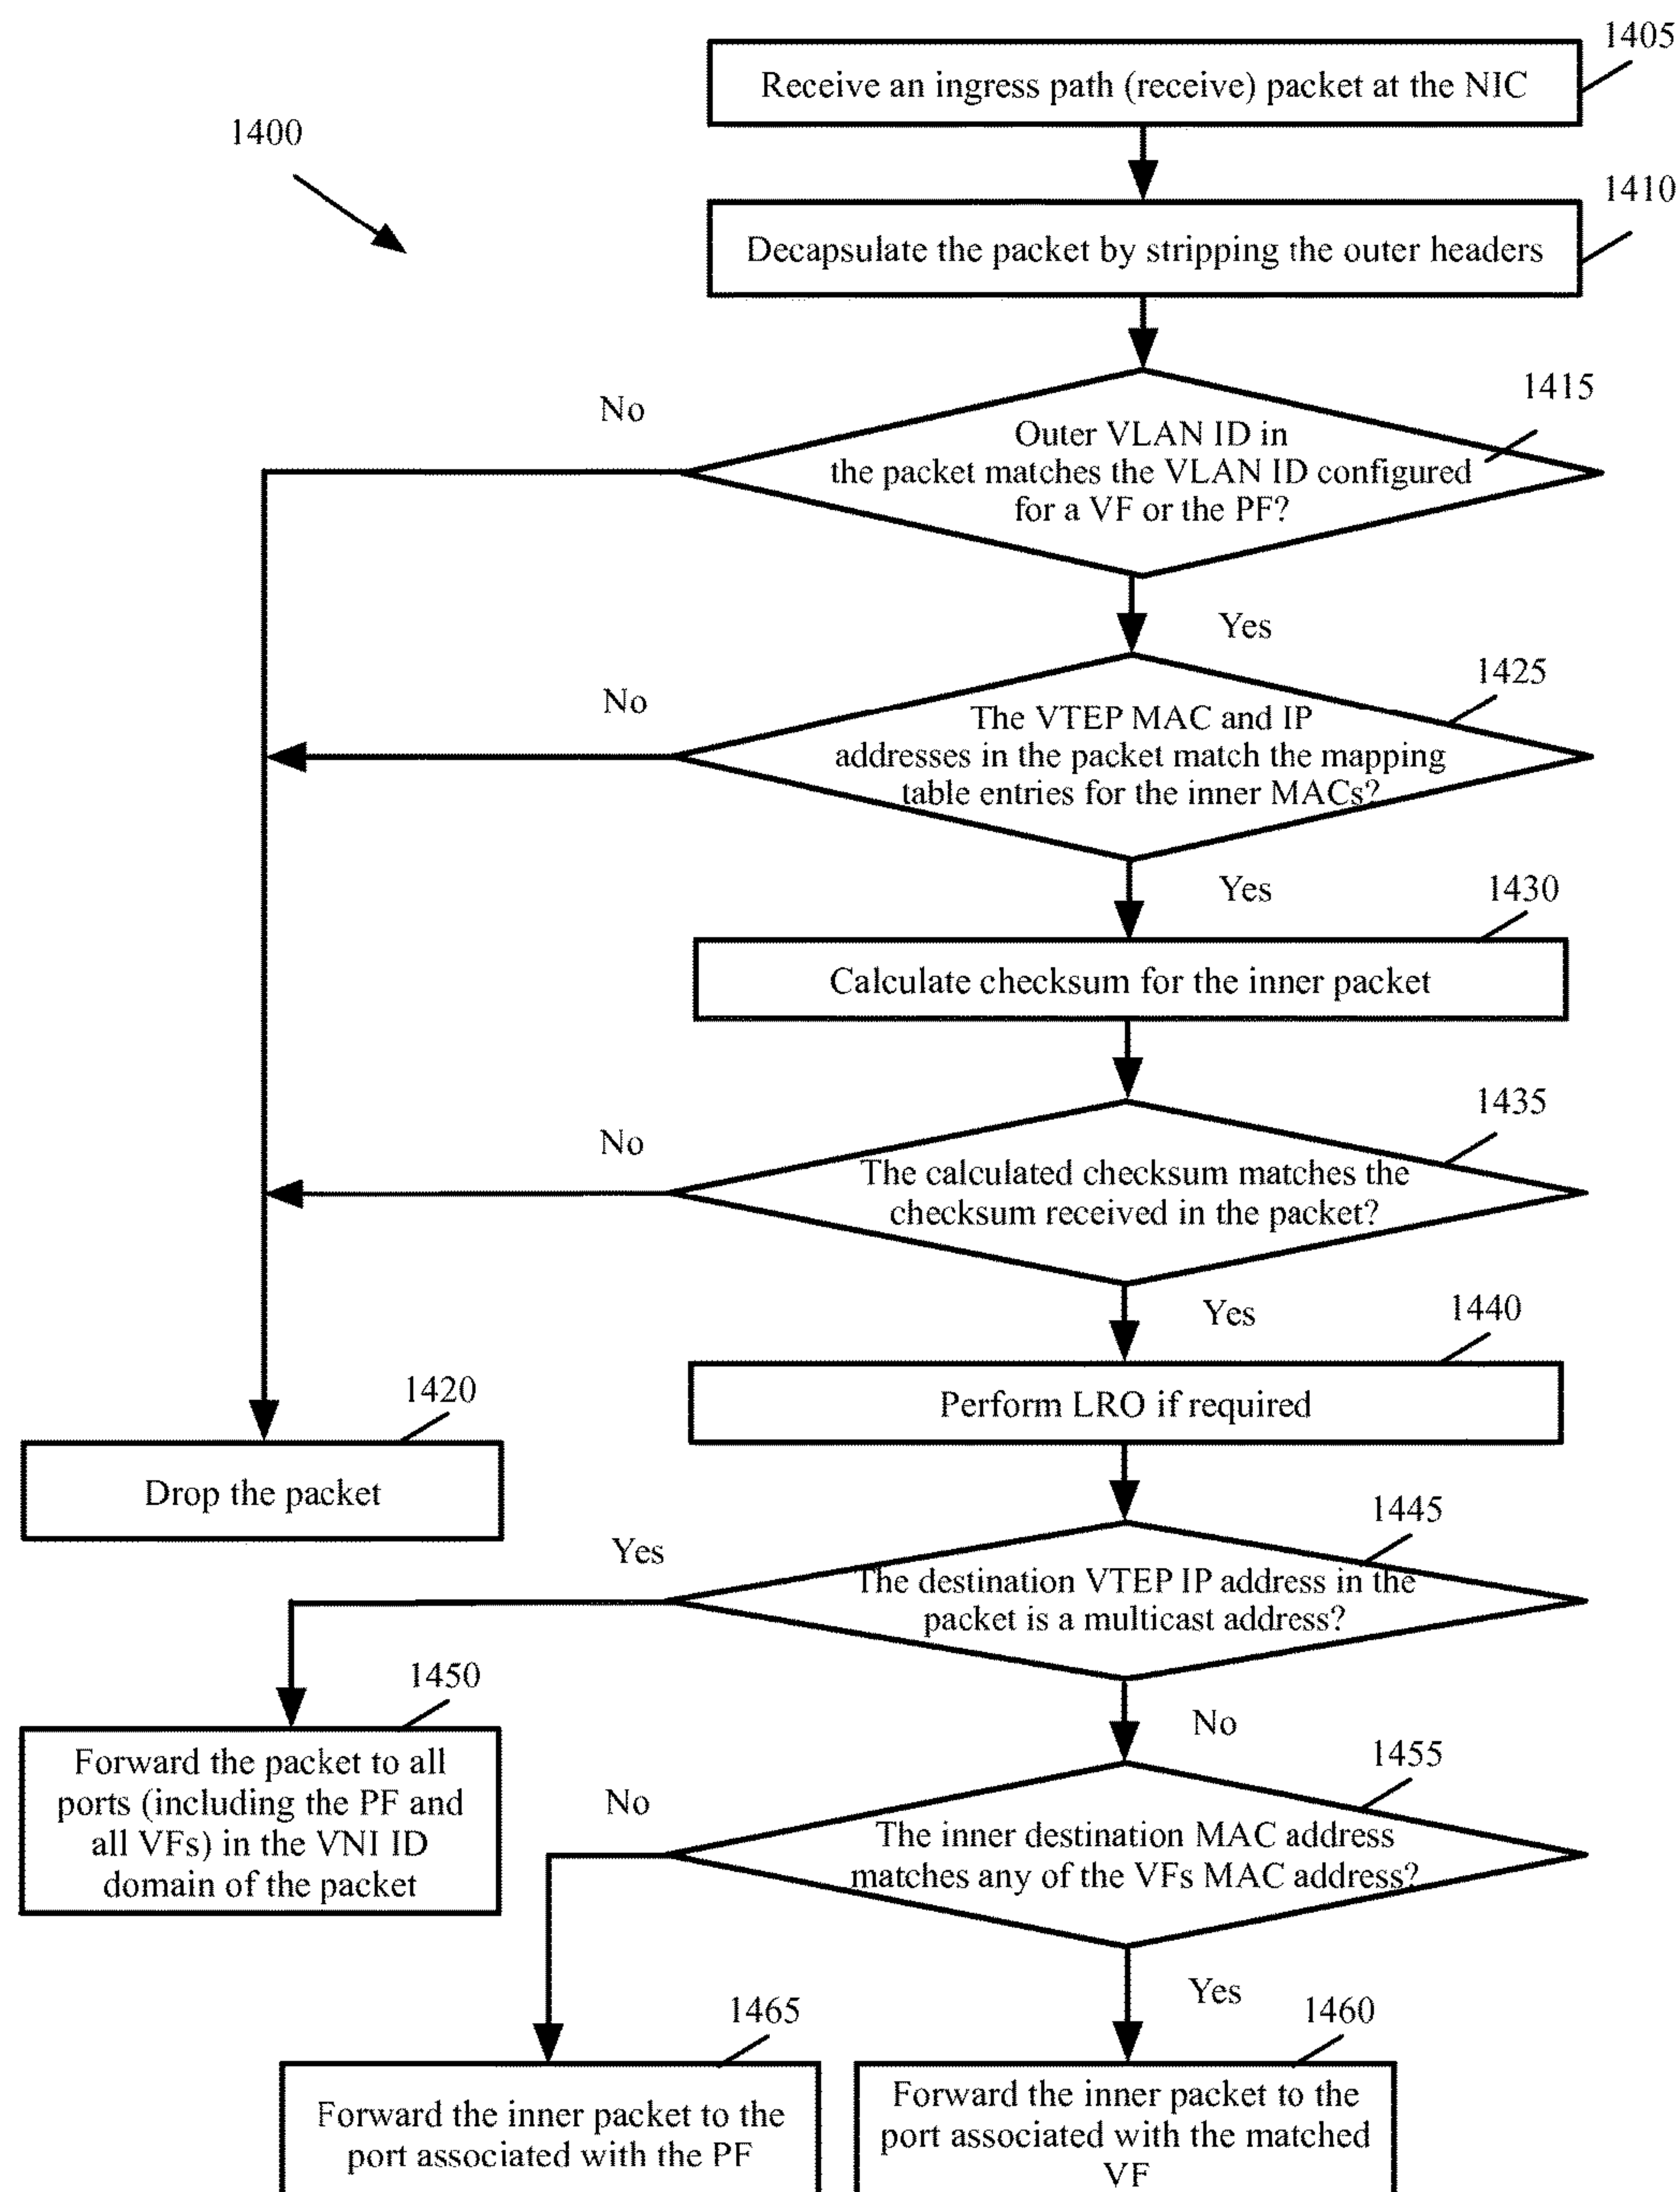 1405
Receive an ingress path (receive) packet at the NIC
1400
1410
Decapsulate the packet by stripping the outer headers
1415
No
Outer VLAN ID in
the packet matches the VLAN ID configured
for a VF or the PF?
Yes
1425
No
The VTEP MAC and IP
addresses in the packet match the mapping
table entries for the inner MACs?
Yes
1430
Calculate checksum for the inner packet
1435
No
The calculated checksum matches the
checksum received in the packet?
Yes
1440
Perform LRO if required
1420
Drop the packet
1445
Yes
The destination VTEP IP address in the
packet is a multicast address?
1450
Forward the packet to all
ports (including the PF and
all VFs) in the VNI ID
domain of the packet
No
1455
No
The inner destination MAC address
matches any of the VFs MAC address?
Yes
1465
Forward the inner packet to the
port associated with the PF
1460
Forward the inner packet to the
port associated with the matched
VF